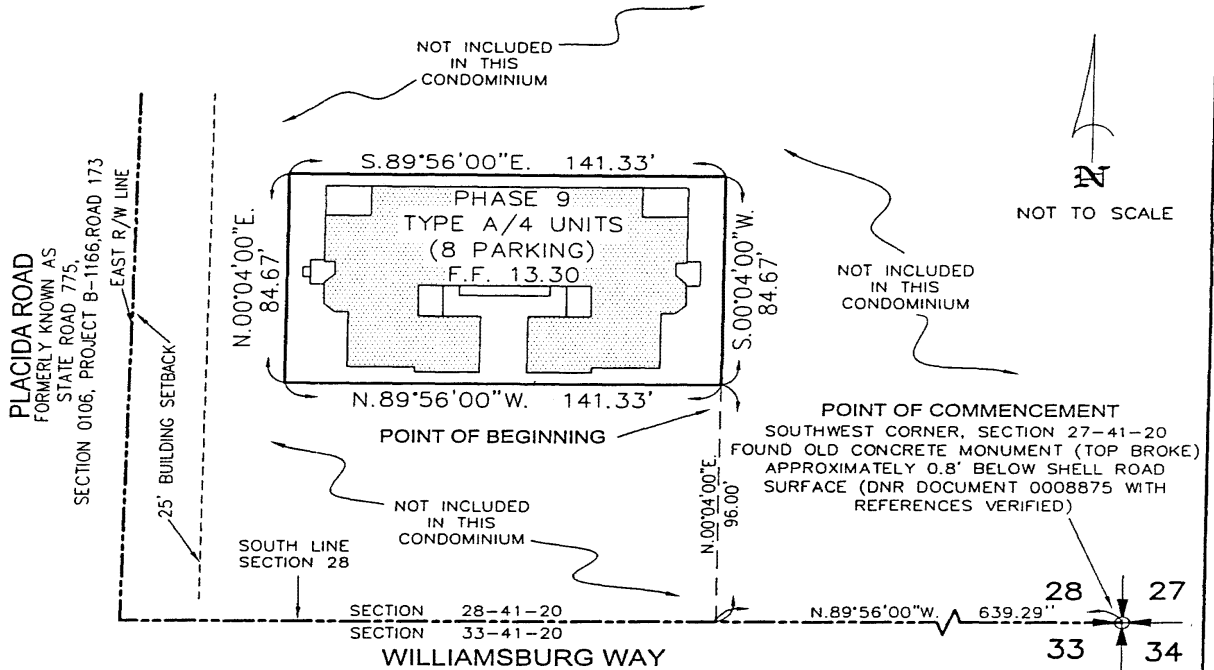 NOT INCLUDED
IN THIS
CONDOMINIUM
N
NOT TO SCALE
PLACIDA ROAD
FORMERLY KNOWN AS
STATE ROAD 775,
SECTION 0106, PROJECT B-1166,ROAD 173
EAST R/W LINE
25' BUILDING SETBACK
S.89°56'00"E. 141.33'
N.00°04'00"E.
84.67'
PHASE 9
TYPE A/4 UNITS
(8 PARKING)
F.F. 13.30
S.00°04'00"W.
84.67'
N.89°56'00"W. 141.33'
POINT OF BEGINNING
NOT INCLUDED
IN THIS
CONDOMINIUM
POINT OF COMMENCEMENT
SOUTHWEST CORNER, SECTION 27-41-20
FOUND OLD CONCRETE MONUMENT (TOP BROKE)
APPROXIMATELY 0.8' BELOW SHELL ROAD
SURFACE (DNR DOCUMENT 0008875 WITH
REFERENCES VERIFIED)
NOT INCLUDED
IN THIS
CONDOMINIUM
N.00°04'00"E.
96.00'
SOUTH LINE
SECTION 28
SECTION 28-41-20
SECTION 33-41-20
N.89°56'00"W. 639.29''
28 27
33 34
WILLIAMSBURG WAY